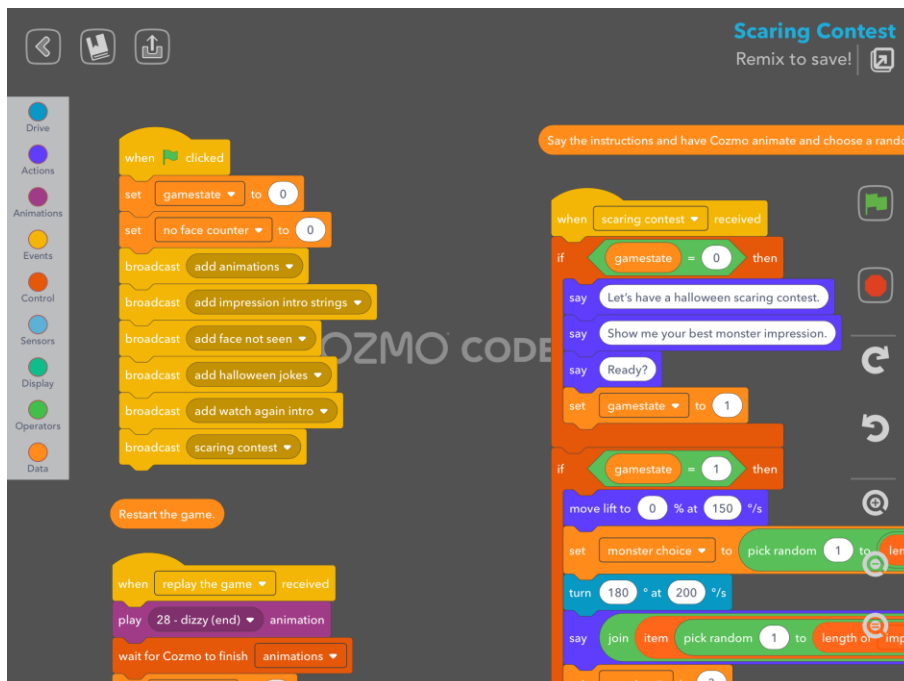 Scaring Contest
Remix to save!
Drive
Actions
Animations
Events
Control
Sensors
Display
Operators
Data
when clicked
set gamestate to 0
set no face counter to 0
broadcast add animations
broadcast add impression intro strings
broadcast add face not seen
broadcast add halloween jokes
broadcast add watch again intro
broadcast scaring contest
Restart the game.
when replay the game received
play 28 - dizzy (end) animation
wait for Cozmo to finish animations
OZMO CODE
Say the instructions and have Cozmo animate and choose a rando
when scaring contest received
if gamestate = 0 then
say Let's have a halloween scaring contest.
say Show me your best monster impression.
say Ready?
set gamestate to 1
if gamestate = 1 then
move lift to 0 % at 150 °/s
set monster choice to pick random 1 to len
turn 180 ° at 200 °/s
say join item pick random 1 to length of imp